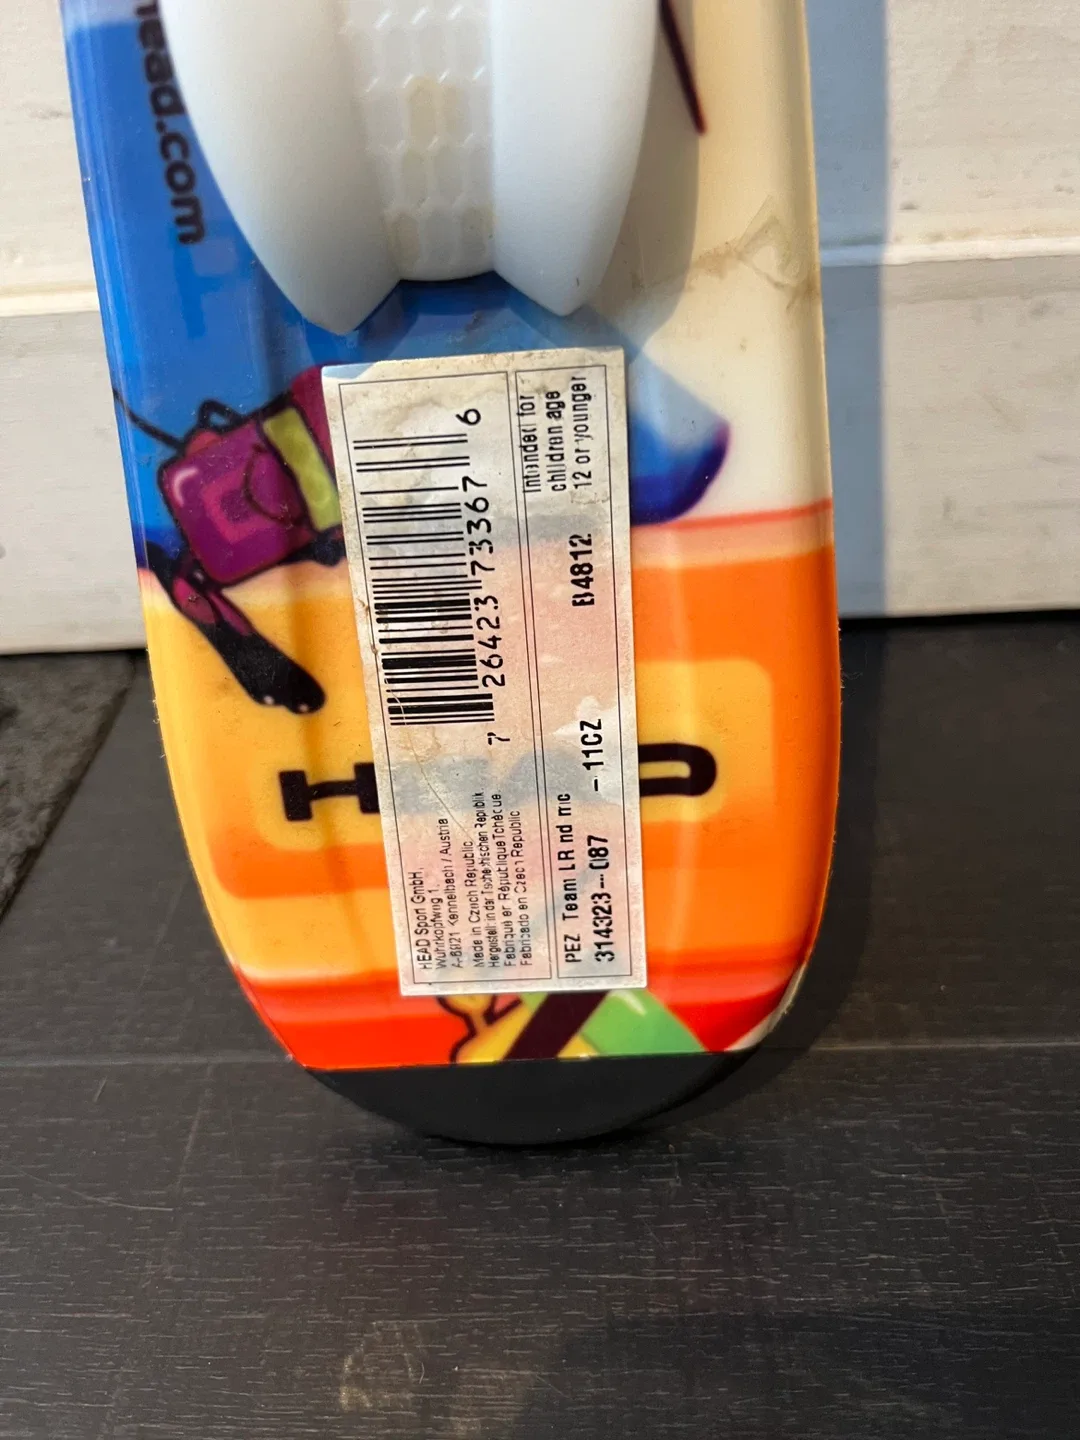 head.com
7 26423 73367 6
Intended for
children age
12 or younger
HEAD Sport GmbH,
Wuhrkopfweg 1,
A-6921 Kennelbach / Austria
Made in Czech Republic
Hergestellt in der Tschechischen Republik
Fabriqué en République Tchèque
Fabricado en Czech Republic
PEZ Team LR nd mc
B4812
314323--087 - 11CZ